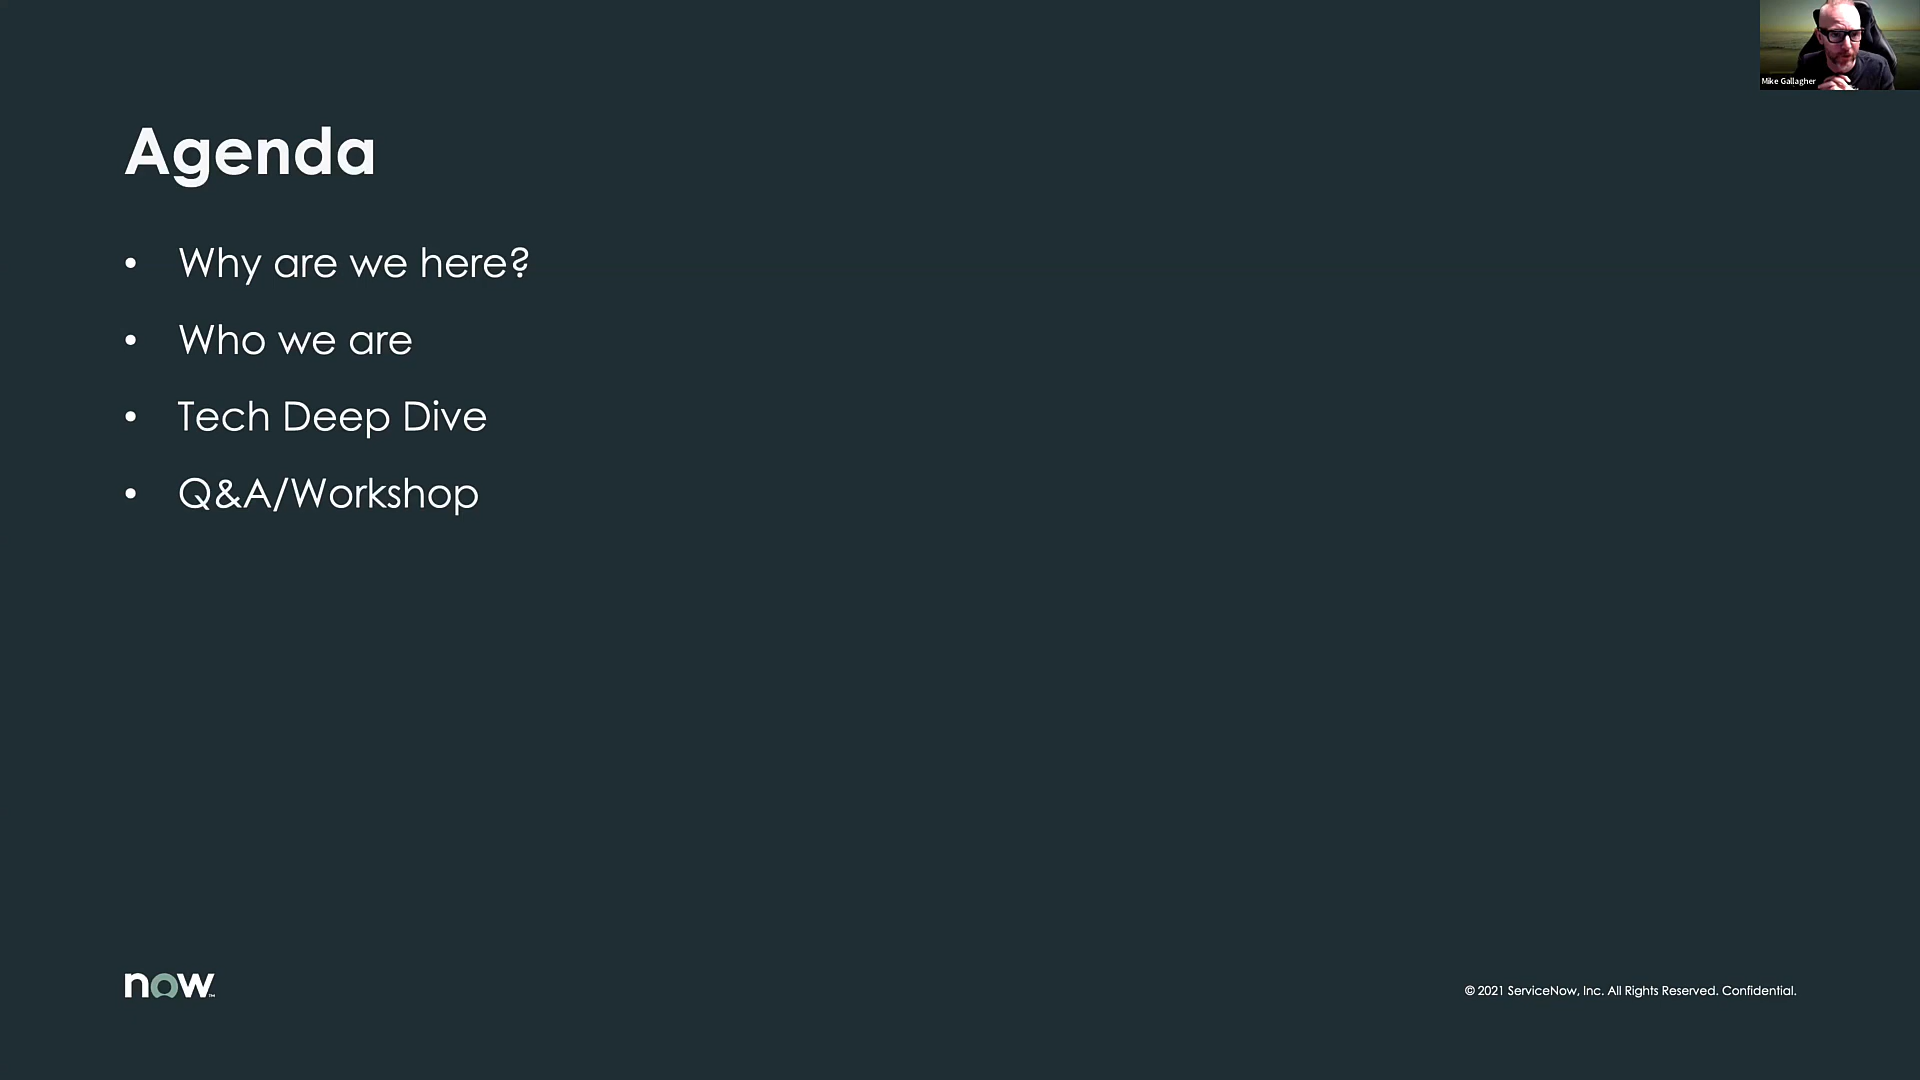 Mike Gallagher
Agenda
• Why are we here?
• Who we are
• Tech Deep Dive
• Q&A/Workshop
now™
© 2021 ServiceNow, Inc. All Rights Reserved. Confidential.